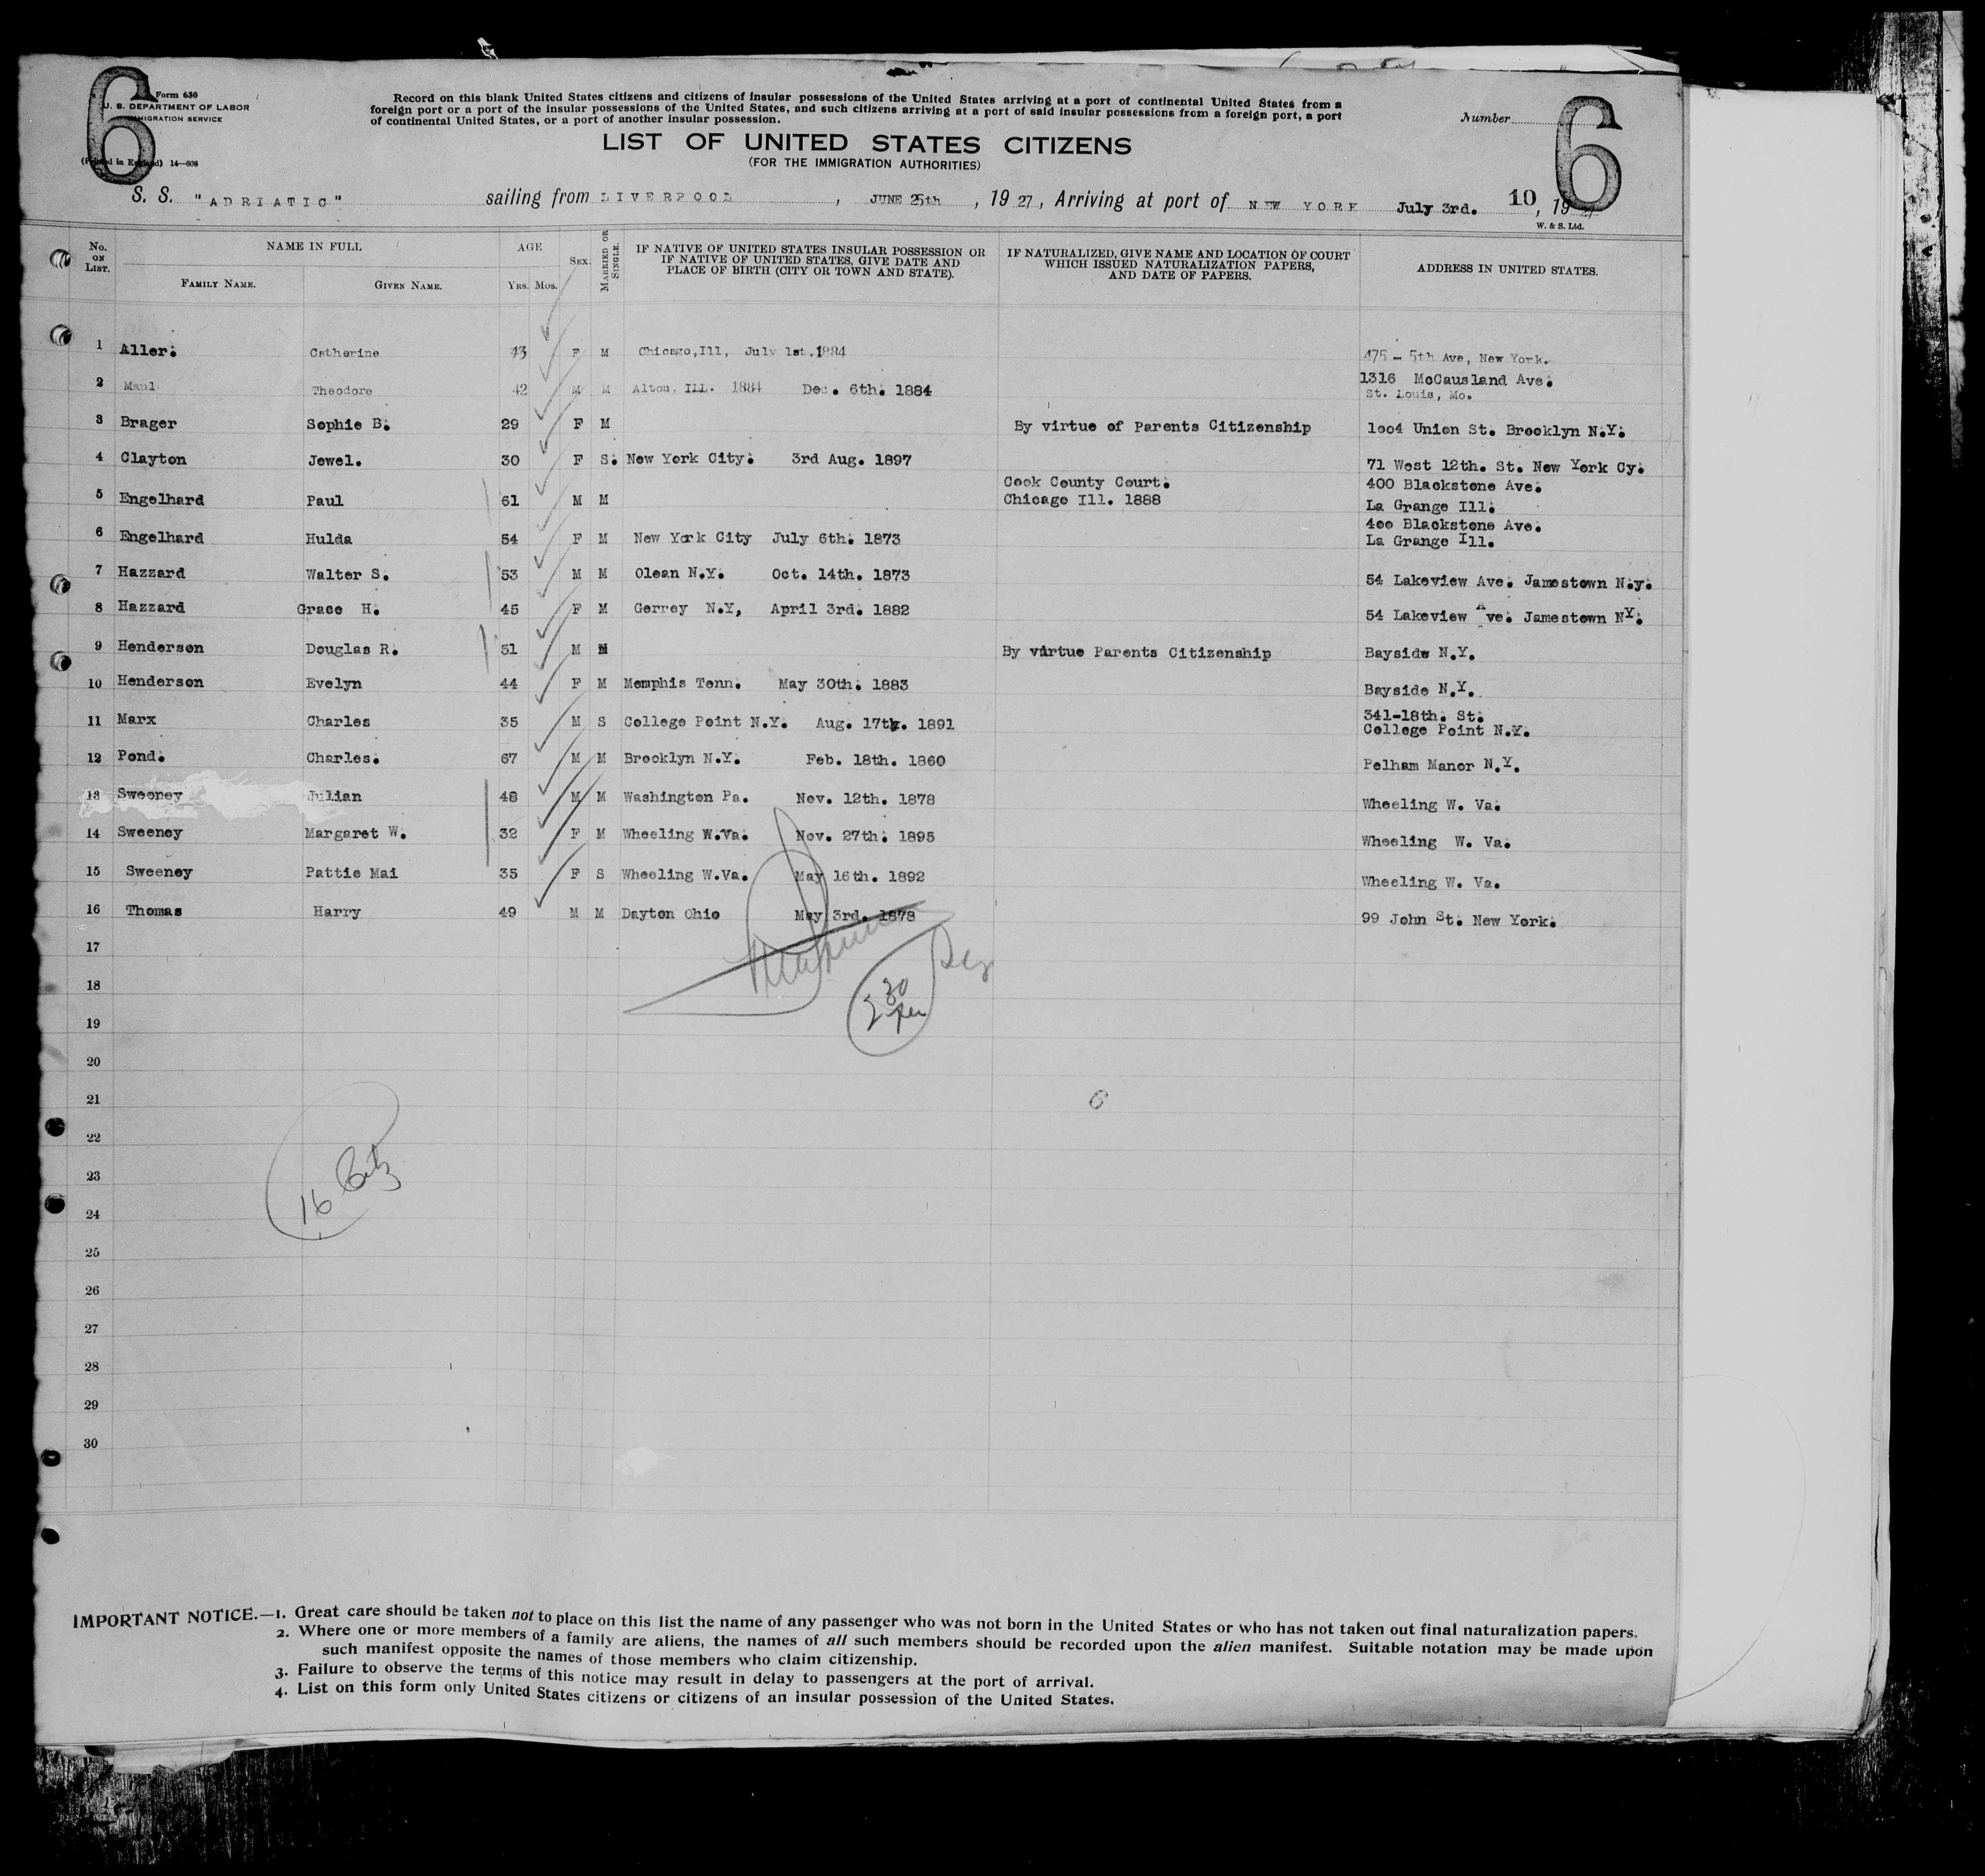 6
Form 630
U. S. DEPARTMENT OF LABOR
IMMIGRATION SERVICE
(Printed in England) 14—608
Record on this blank United States citizens and citizens of insular possessions of the United States arriving at a port of continental United States from a
foreign port or a port of the insular possessions of the United States, and such citizens arriving at a port of said insular possessions from a foreign port, a port
of continental United States, or a port of another insular possession.
Number
6
LIST OF UNITED STATES CITIZENS
(FOR THE IMMIGRATION AUTHORITIES)
S. S. "ADRIATIC" sailing from LIVERPOOL, JUNE 25th, 1927, Arriving at port of NEW YORK July 3rd. 10, 1927
W. & S. Ltd.
No. ON LIST. NAME IN FULL AGE SEX. MARRIED OR SINGLE. IF NATIVE OF UNITED STATES INSULAR POSSESSION OR IF NATIVE OF UNITED STATES, GIVE DATE AND PLACE OF BIRTH (CITY OR TOWN AND STATE). IF NATURALIZED, GIVE NAME AND LOCATION OF COURT WHICH ISSUED NATURALIZATION PAPERS, AND DATE OF PAPERS. ADDRESS IN UNITED STATES.
FAMILY NAME. GIVEN NAME. YRS. MOS.
1 Aller. Catherine 43 F M Chicago, Ill, July 1st. 1884 475 - 5th Ave, New York.
2 Maul Theodore 42 M M Alton, ILL. 1884 Dec. 6th. 1884 1316 McCausland Ave.
St. Louis, Mo.
3 Brager Sophie B. 29 F M By virtue of Parents Citizenship 1004 Union St. Brooklyn N.Y.
4 Clayton Jewel. 30 F S. New York City. 3rd Aug. 1897 71 West 12th. St. New York Cy.
Cook County Court. 400 Blackstone Ave.
5 Engelhard Paul 61 M M Chicago Ill. 1888 La Grange Ill.
400 Blackstone Ave.
6 Engelhard Hulda 54 F M New York City July 6th. 1873 La Grange Ill.
7 Hazzard Walter S. 53 M M Olean N.Y. Oct. 14th. 1873 54 Lakeview Ave. Jamestown N.y.
8 Hazzard Grace H. 45 F M Gerrey N.Y, April 3rd. 1882 54 Lakeview Ave. Jamestown NY.
9 Henderson Douglas R. 51 M M By virtue Parents Citizenship Bayside N.Y.
10 Henderson Evelyn 44 F M Memphis Tenn. May 30th. 1883 Bayside N.Y.
11 Marx Charles 35 M S College Point N.Y. Aug. 17th. 1891 341-18th. St.
College Point N.Y.
12 Pond. Charles. 67 M M Brooklyn N.Y. Feb. 18th. 1860 Pelham Manor N.Y.
13 Sweeney Julian 48 M M Washington Pa. Nov. 12th. 1878 Wheeling W. Va.
14 Sweeney Margaret W. 32 F M Wheeling W.Va. Nov. 27th. 1895 Wheeling W. Va.
15 Sweeney Pattie Mai 35 F S Wheeling W.Va. May 16th. 1892 Wheeling W. Va.
16 Thomas Harry 49 M M Dayton Ohio May 3rd. 1878 99 John St. New York.
17
18
19
20
21
6
22
23
16 Citz
24
25
26
27
28
29
30
IMPORTANT NOTICE.—1. Great care should be taken not to place on this list the name of any passenger who was not born in the United States or who has not taken out final naturalization papers.
2. Where one or more members of a family are aliens, the names of all such members should be recorded upon the alien manifest. Suitable notation may be made upon
such manifest opposite the names of those members who claim citizenship.
3. Failure to observe the terms of this notice may result in delay to passengers at the port of arrival.
4. List on this form only United States citizens or citizens of an insular possession of the United States.